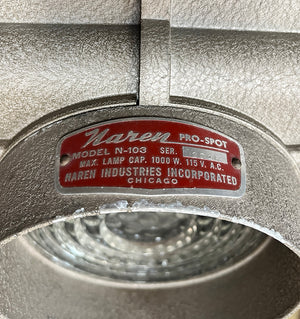 Naren PRO-SPOT
MODEL N-103 SER.
MAX. LAMP CAP. 1000 W. 115 V. A.C.
NAREN INDUSTRIES INCORPORATED
CHICAGO